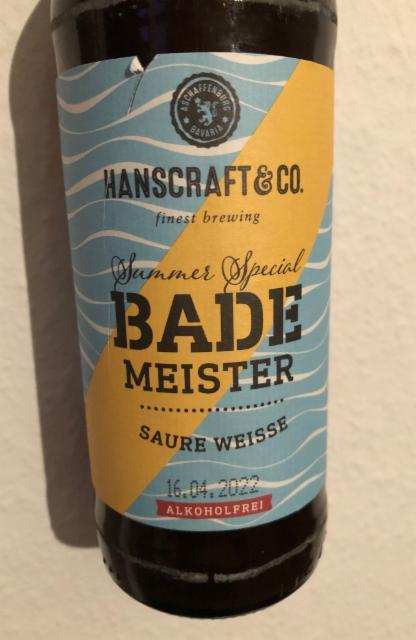 ASCHAFFENBURG
BAVARIA
HANSCRAFT&CO.
finest brewing
Summer Special
BADE
MEISTER
SAURE WEISSE
16.04.2022
ALKOHOLFREI